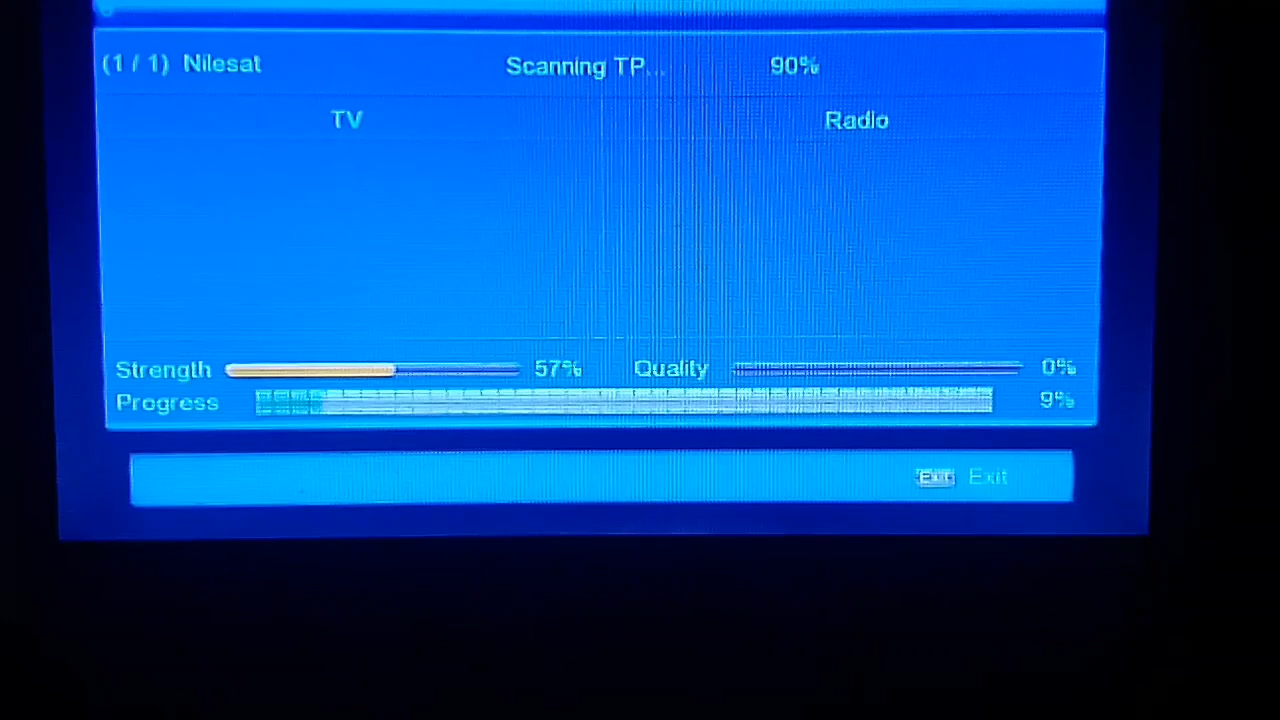 (1 / 1) Nilesat Scanning TP... 90%
TV Radio
Strength 57% Quality 0%
Progress 9%
Exit Exit